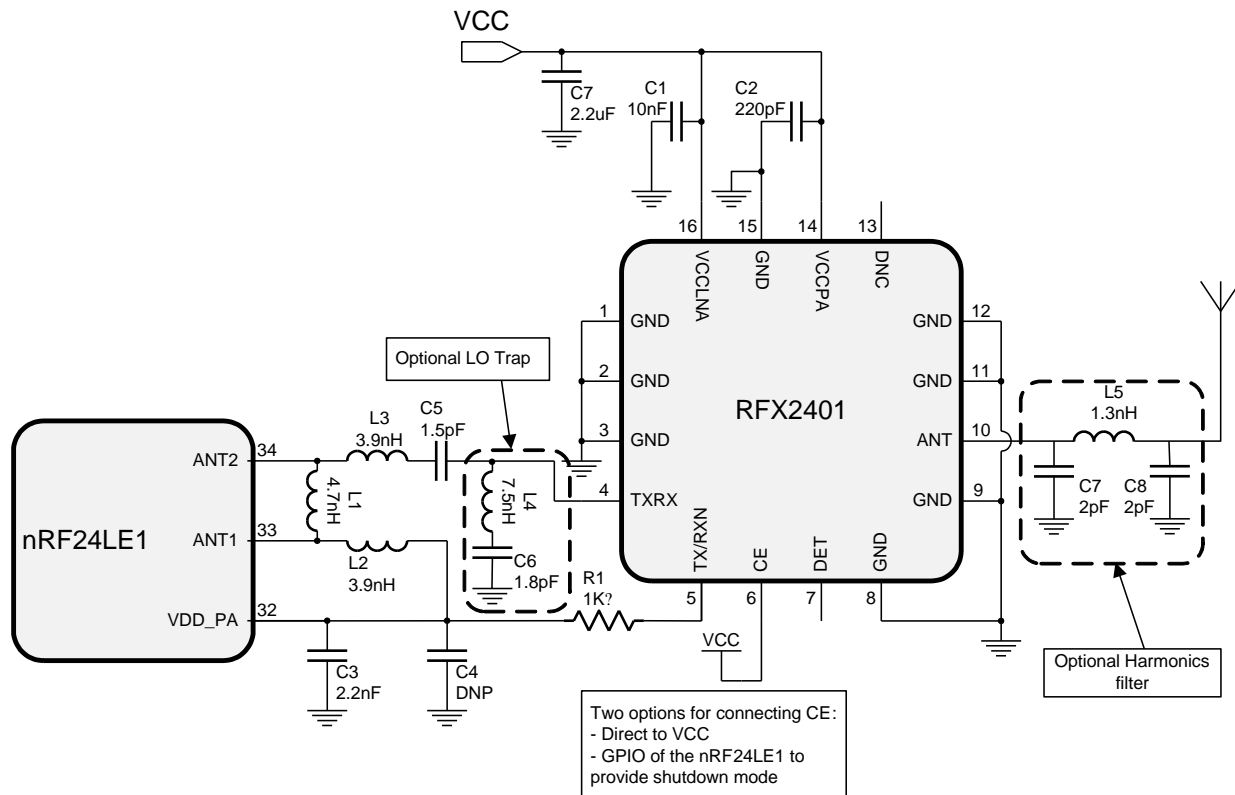 VCC
C7
2.2uF
C1
10nF
C2
220pF
16
15
14
13
VCCLNA
GND
VCCPA
DNC
1
GND
2
GND
3
GND
4
TXRX
RFX2401
12
GND
11
GND
10
ANT
9
GND
TX/RXN
CE
DET
GND
5
6
7
8
Optional LO Trap
L3
3.9nH
C5
1.5pF
L4
7.5nH
C6
1.8pF
nRF24LE1
ANT2
34
L1
4.7nH
ANT1
33
L2
3.9nH
VDD_PA
32
C3
2.2nF
C4
DNP
R1
1K?
VCC
L5
1.3nH
C7
2pF
C8
2pF
Optional Harmonics
filter
Two options for connecting CE:
- Direct to VCC
- GPIO of the nRF24LE1 to
provide shutdown mode